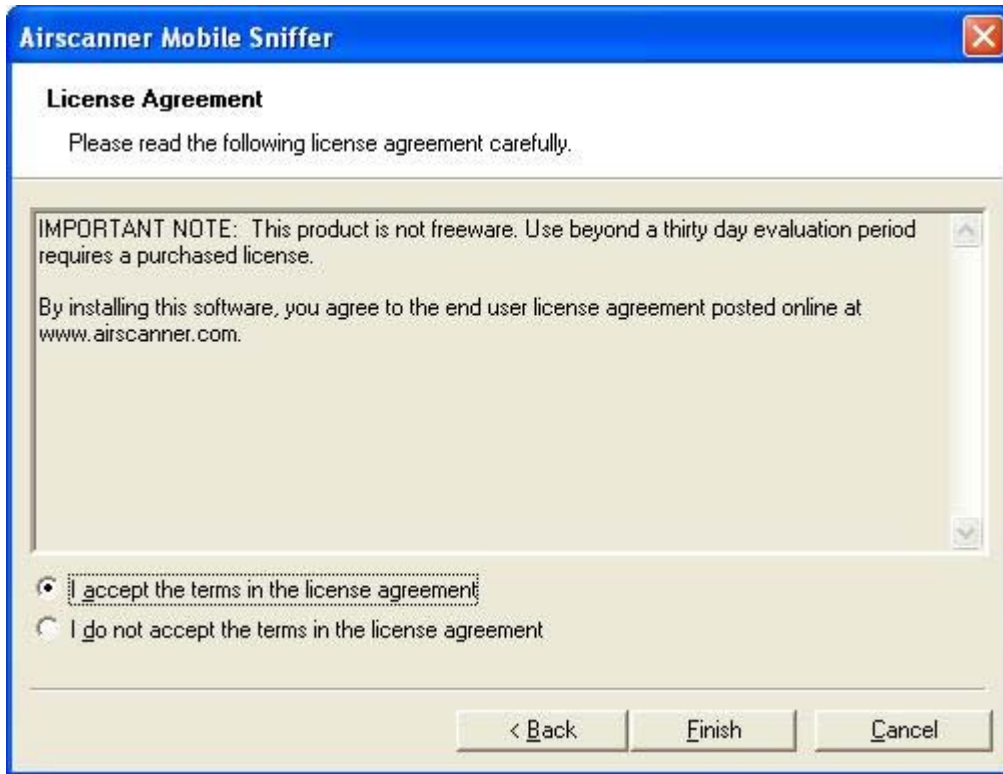 Airscanner Mobile Sniffer
License Agreement
Please read the following license agreement carefully.
IMPORTANT NOTE:  This product is not freeware. Use beyond a thirty day evaluation period
requires a purchased license.
By installing this software, you agree to the end user license agreement posted online at
www.airscanner.com.
I accept the terms in the license agreement
I do not accept the terms in the license agreement
< Back
Finish
Cancel